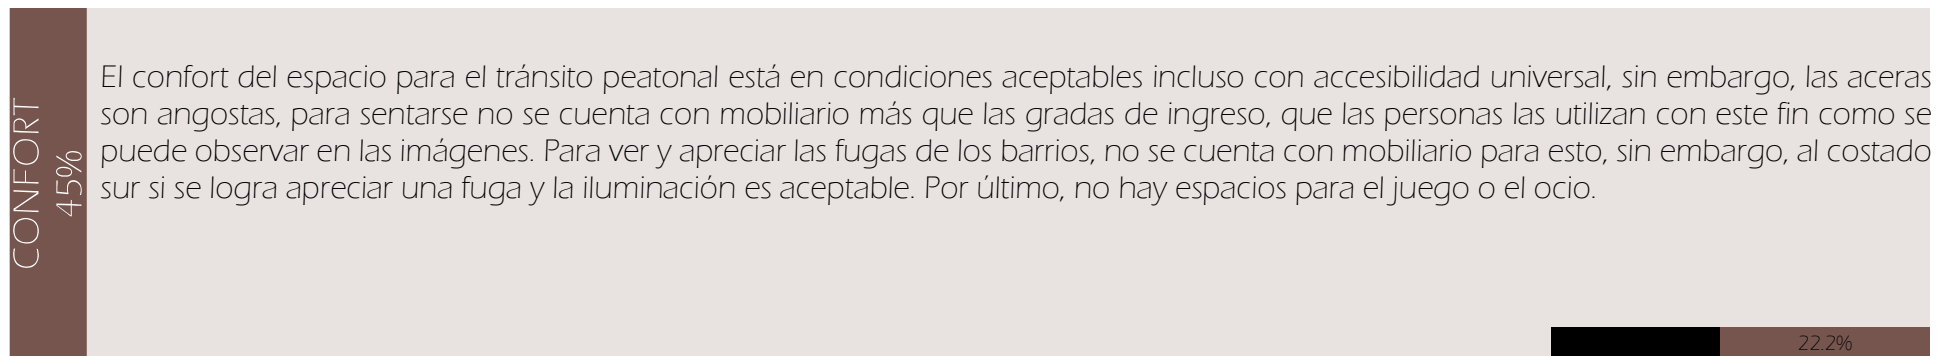 CONFORT
45%
El confort del espacio para el tránsito peatonal está en condiciones aceptables incluso con accesibilidad universal, sin embargo, las aceras
son angostas, para sentarse no se cuenta con mobiliario más que las gradas de ingreso, que las personas las utilizan con este fin como se
puede observar en las imágenes. Para ver y apreciar las fugas de los barrios, no se cuenta con mobiliario para esto, sin embargo, al costado
sur si se logra apreciar una fuga y la iluminación es aceptable. Por último, no hay espacios para el juego o el ocio.
22.2%